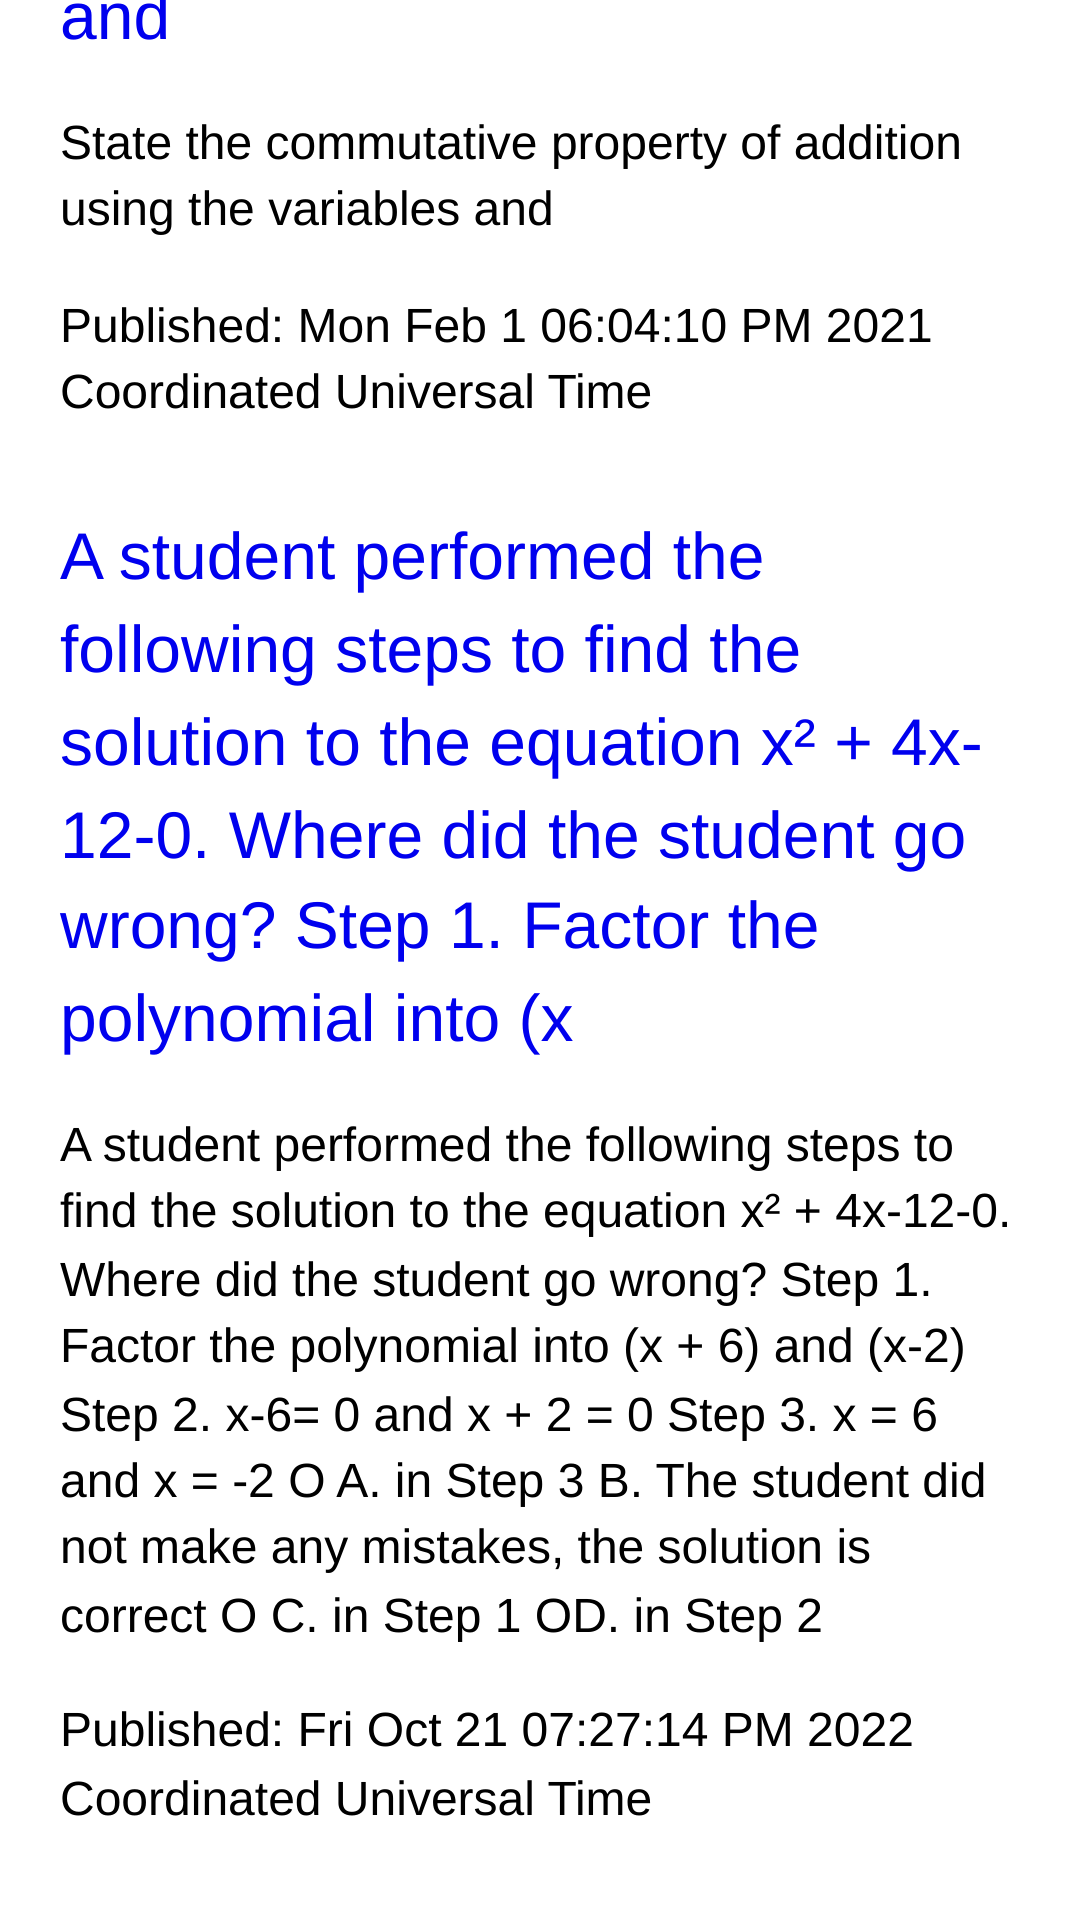 and
State the commutative property of addition
using the variables and
Published: Mon Feb 1 06:04:10 PM 2021
Coordinated Universal Time
A student performed the
following steps to find the
solution to the equation x² + 4x-
12-0. Where did the student go
wrong? Step 1. Factor the
polynomial into (x
A student performed the following steps to
find the solution to the equation x² + 4x-12-0.
Where did the student go wrong? Step 1.
Factor the polynomial into (x + 6) and (x-2)
Step 2. x-6= 0 and x + 2 = 0 Step 3. x = 6
and x = -2 O A. in Step 3 B. The student did
not make any mistakes, the solution is
correct O C. in Step 1 OD. in Step 2
Published: Fri Oct 21 07:27:14 PM 2022
Coordinated Universal Time